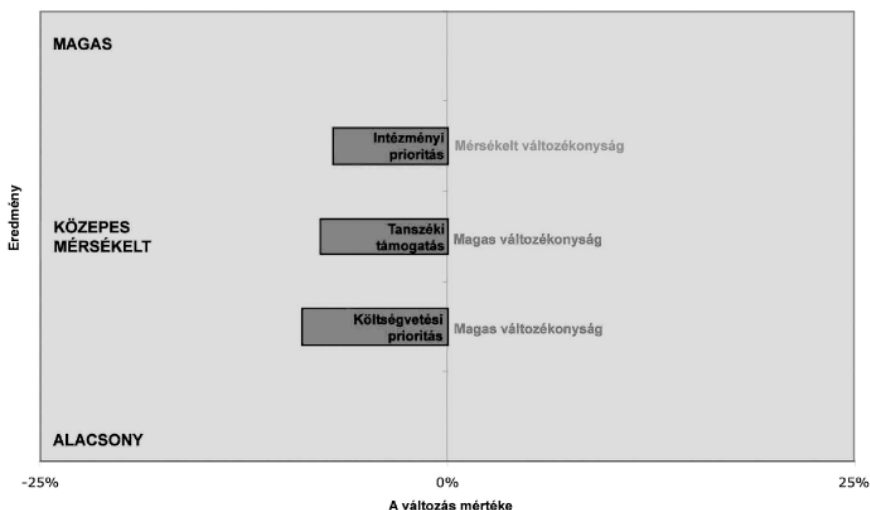 MAGAS
Intézményi
prioritás
Mérsékelt változékonyság
Eredmény
KÖZEPES
MÉRSÉKELT
Tanszéki
támogatás
Magas változékonyság
Költségvetési
prioritás
Magas változékonyság
ALACSONY
-25%
0%
25%
A változás mértéke